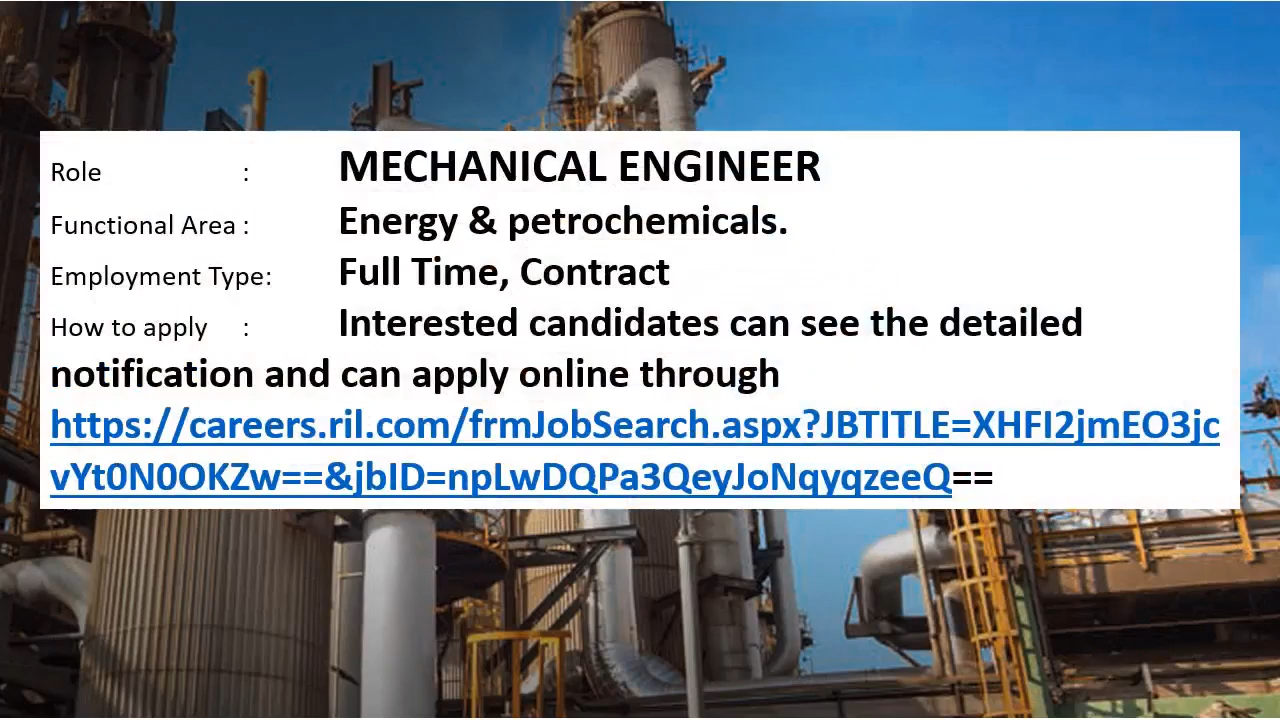 Role : MECHANICAL ENGINEER
Functional Area : Energy & petrochemicals.
Employment Type: Full Time, Contract
How to apply : Interested candidates can see the detailed
notification and can apply online through
https://careers.ril.com/frmJobSearch.aspx?JBTITLE=XHFI2jmEO3jc
vYt0N0OKZw==&jbID=npLwDQPa3QeyJoNqyqzeeQ==